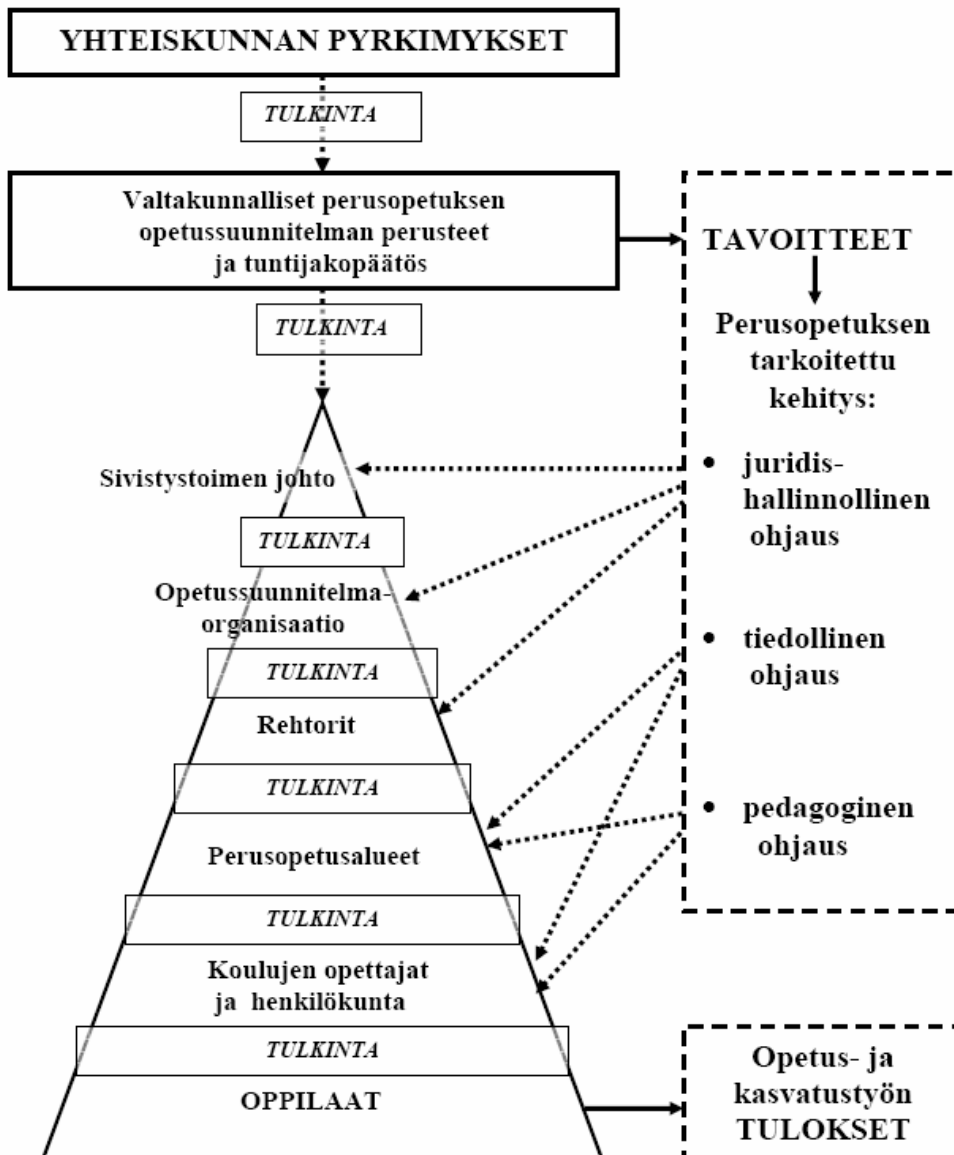 YHTEISKUNNAN PYRKIMYKSET
TULKINTA
Valtakunnalliset perusopetuksen
opetussuunnitelman perusteet
ja tuntijakopäätös
TULKINTA
Sivistystoimen johto
TULKINTA
Opetussuunnitelma-
organisaatio
TULKINTA
Rehtorit
TULKINTA
Perusopetusalueet
TULKINTA
Koulujen opettajat
ja henkilökunta
TULKINTA
OPPILAAT
TAVOITTEET
Perusopetuksen
tarkoitettu
kehitys:
• juridis-
hallinnollinen
ohjaus
• tiedollinen
ohjaus
• pedagoginen
ohjaus
Opetus- ja
kasvatustyön
TULOKSET